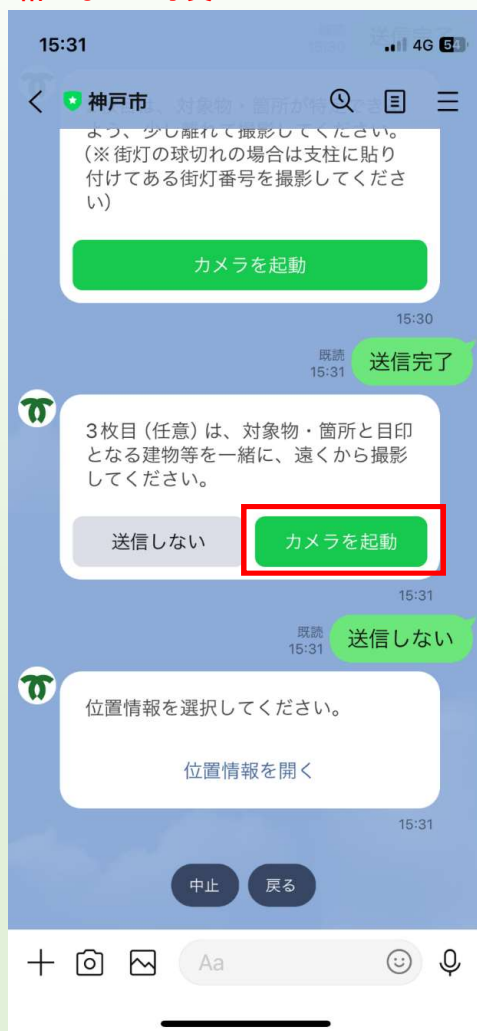 15:31
4G 54
神戸市
よう、少し離れて撮影してください。
(※街灯の球切れの場合は支柱に貼り
付けてある街灯番号を撮影してくださ
い)
カメラを起動
15:30
既読
15:31
送信完了
3枚目(任意)は、対象物・箇所と目印
となる建物等を一緒に、遠くから撮影
してください。
送信しない
カメラを起動
15:31
既読
15:31
送信しない
位置情報を選択してください。
位置情報を開く
15:31
中止
戻る
Aa